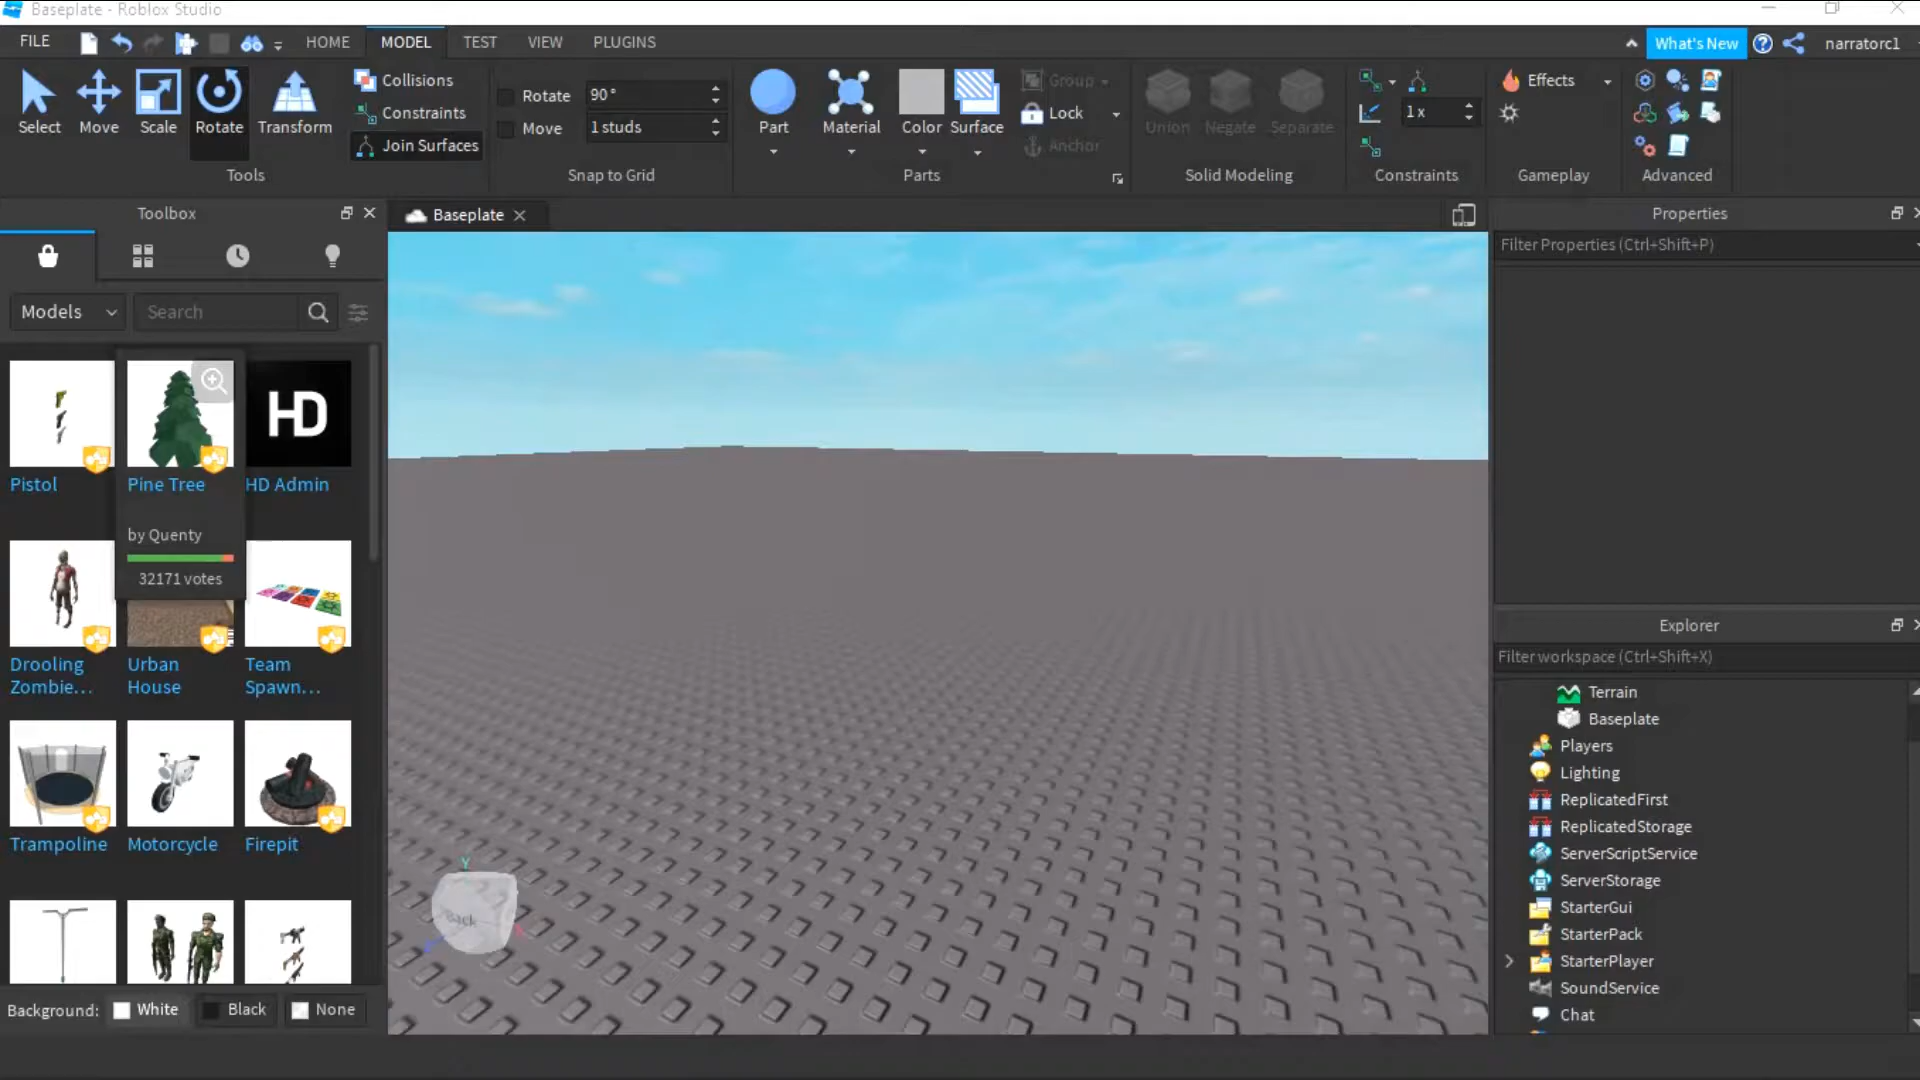 Baseplate - Roblox Studio
FILE HOME MODEL TEST VIEW PLUGINS What's New narratorc1
Select Move Scale Rotate Transform
Collisions
Constraints
Join Surfaces
Tools
Rotate 90°
Move 1 studs
Snap to Grid
Part Material Color Surface
Group
Lock
Anchor
Parts
Union Negate Separate
Solid Modeling
1 x
Constraints
Effects
Gameplay
Advanced
Toolbox
Models Search
Pistol Pine Tree HD Admin
HD
by Quenty
32171 votes
Drooling Zombie...
Urban House
Team Spawn...
Trampoline Motorcycle Firepit
Background: White Black None
Baseplate
Y
Back
Properties
Filter Properties (Ctrl+Shift+P)
Explorer
Filter workspace (Ctrl+Shift+X)
Terrain
Baseplate
Players
Lighting
ReplicatedFirst
ReplicatedStorage
ServerScriptService
ServerStorage
StarterGui
StarterPack
StarterPlayer
SoundService
Chat